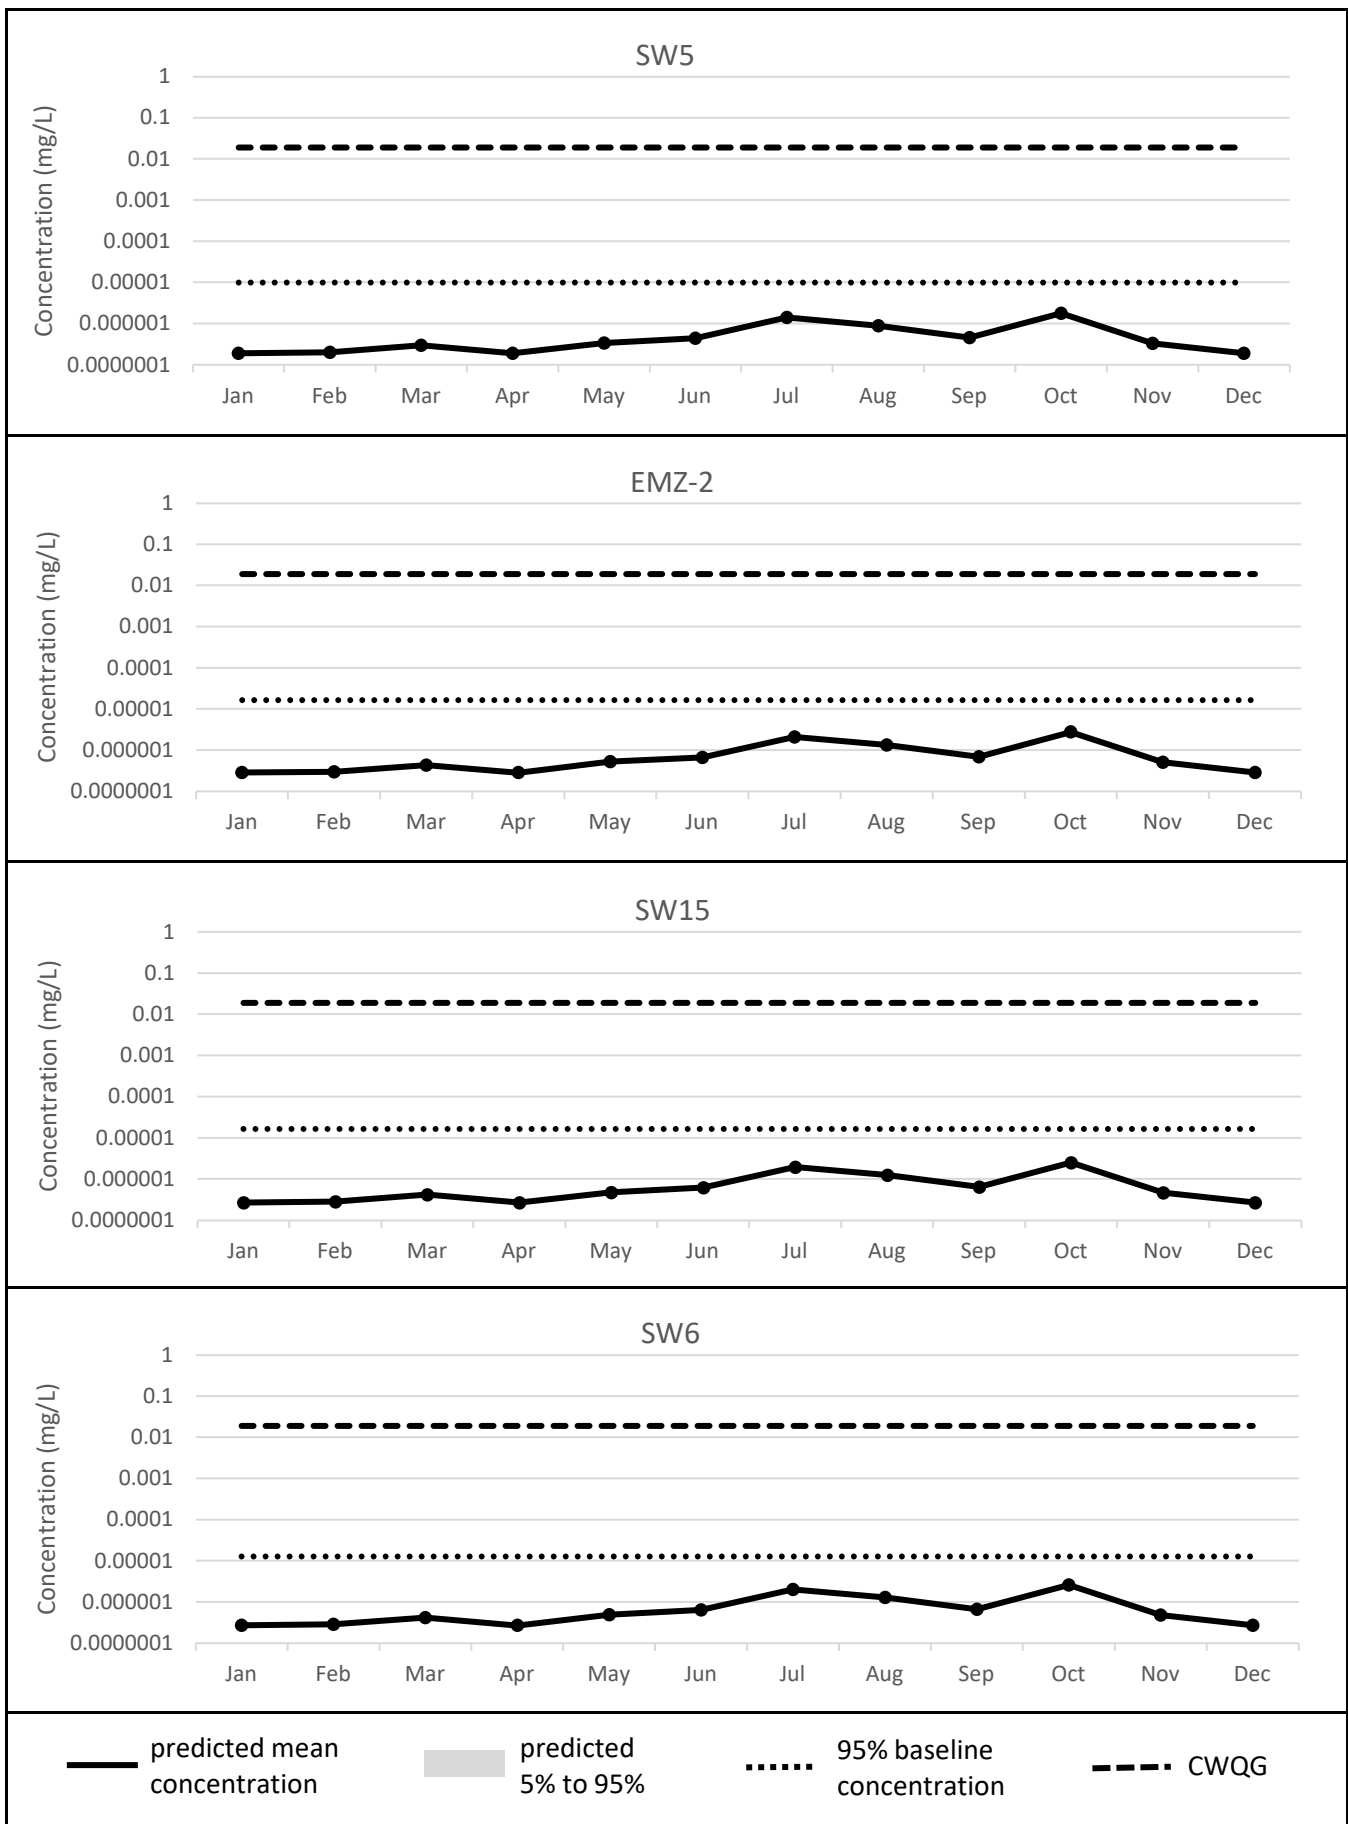 SW5
Concentration (mg/L)
1
0.1
0.01
0.001
0.0001
0.00001
0.000001
0.0000001
Jan Feb Mar Apr May Jun Jul Aug Sep Oct Nov Dec
EMZ-2
Concentration (mg/L)
1
0.1
0.01
0.001
0.0001
0.00001
0.000001
0.0000001
Jan Feb Mar Apr May Jun Jul Aug Sep Oct Nov Dec
SW15
Concentration (mg/L)
1
0.1
0.01
0.001
0.0001
0.00001
0.000001
0.0000001
Jan Feb Mar Apr May Jun Jul Aug Sep Oct Nov Dec
SW6
Concentration (mg/L)
1
0.1
0.01
0.001
0.0001
0.00001
0.000001
0.0000001
Jan Feb Mar Apr May Jun Jul Aug Sep Oct Nov Dec
predicted mean
concentration
predicted
5% to 95%
95% baseline
concentration
CWQG